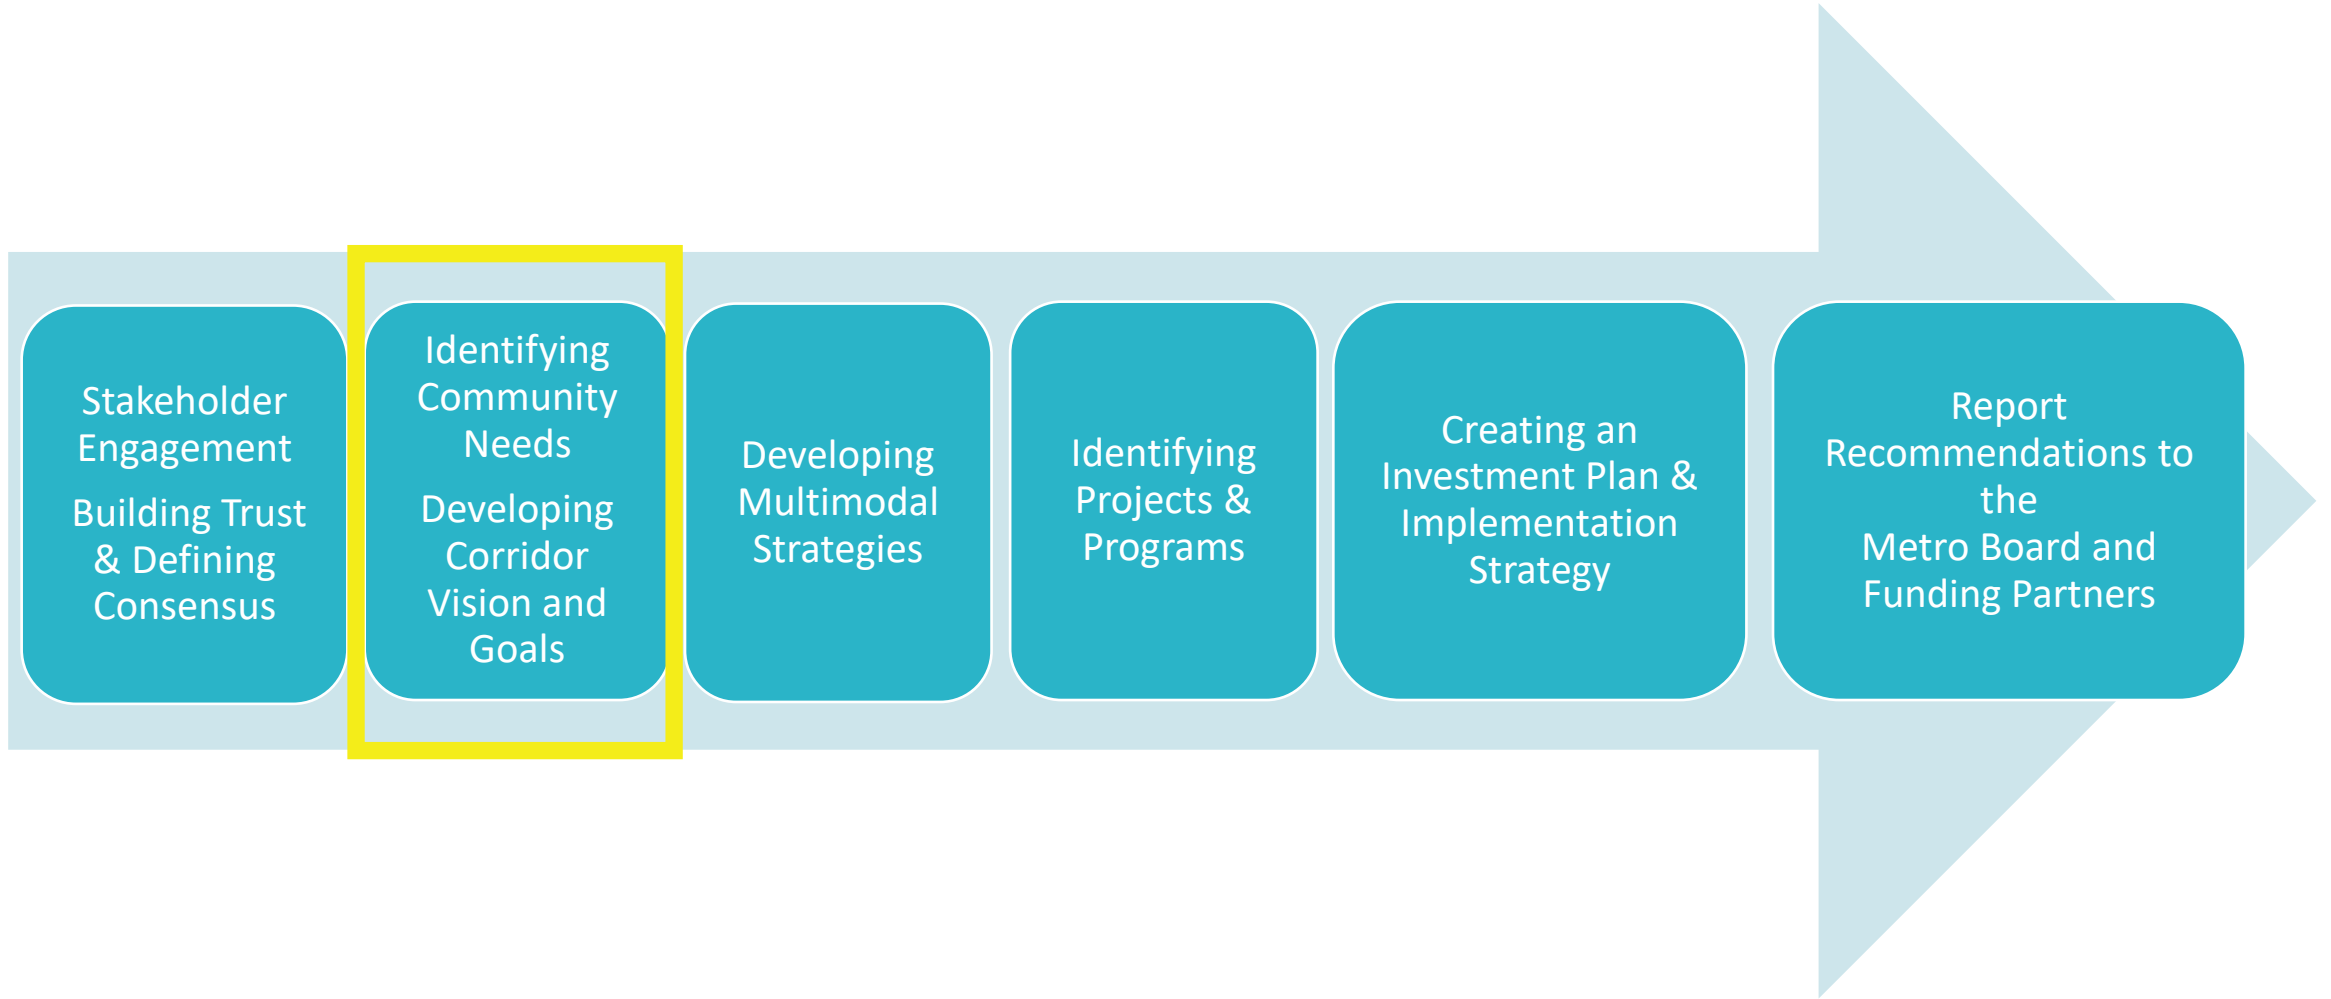 Stakeholder
Engagement
Building Trust
& Defining
Consensus
Identifying
Community
Needs
Developing
Corridor
Vision and
Goals
Developing
Multimodal
Strategies
Identifying
Projects &
Programs
Creating an
Investment Plan &
Implementation
Strategy
Report
Recommendations to
the
Metro Board and
Funding Partners